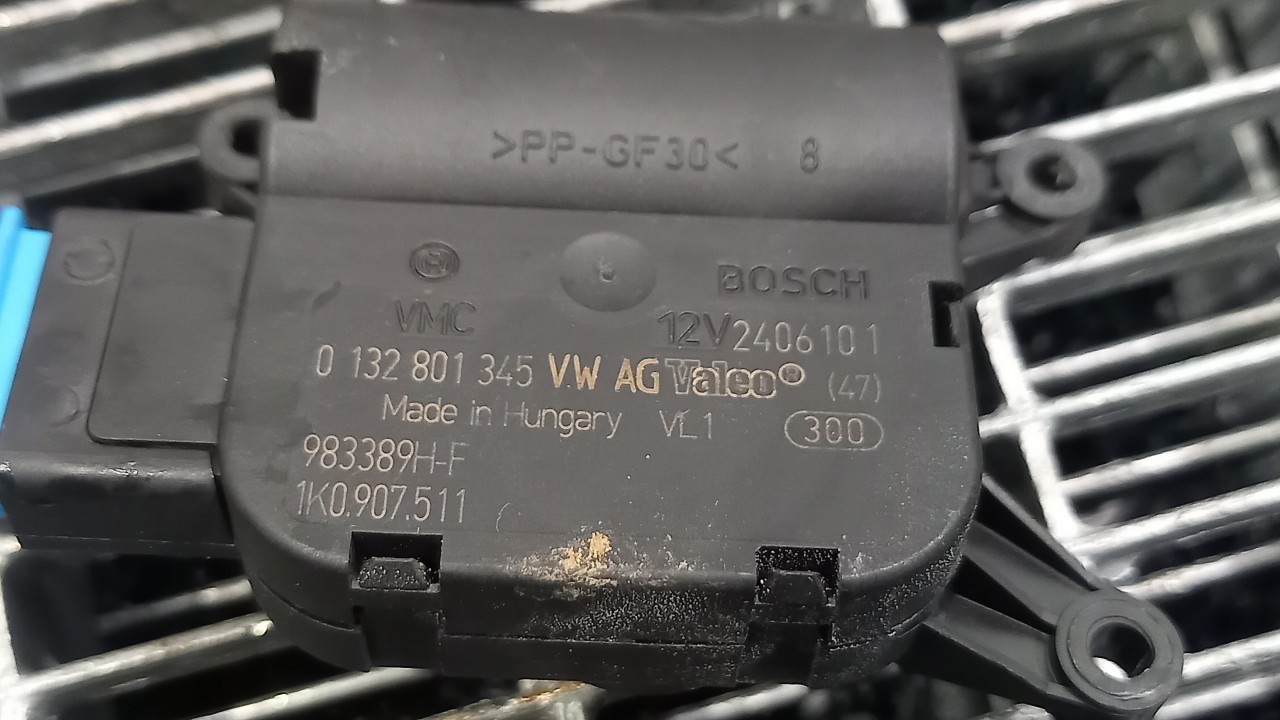 >PP-GF30< 8
BOSCH
VMC 12V 2406101
0 132 801 345 VW AG Valeo® (47)
Made in Hungary VL1 300
983389H-F
1K0.907.511